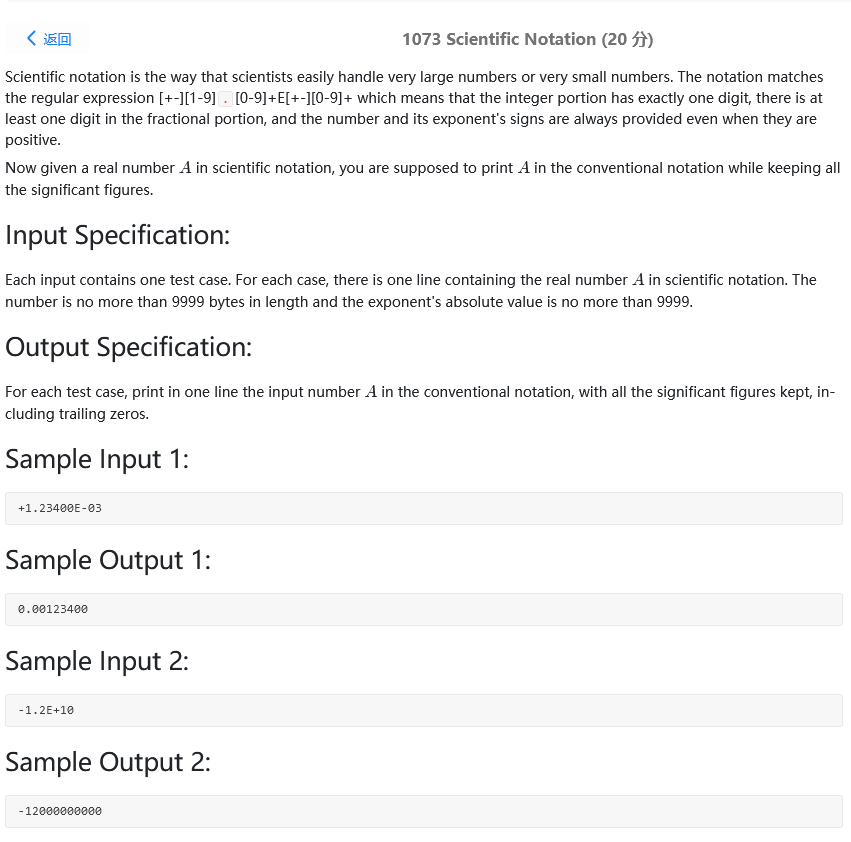 返回
1073 Scientific Notation (20 分)
Scientific notation is the way that scientists easily handle very large numbers or very small numbers. The notation matches
the regular expression [+-][1-9] . [0-9]+E[+-][0-9]+ which means that the integer portion has exactly one digit, there is at
least one digit in the fractional portion, and the number and its exponent's signs are always provided even when they are
positive.
Now given a real number A in scientific notation, you are supposed to print A in the conventional notation while keeping all
the significant figures.
Input Specification:
Each input contains one test case. For each case, there is one line containing the real number A in scientific notation. The
number is no more than 9999 bytes in length and the exponent's absolute value is no more than 9999.
Output Specification:
For each test case, print in one line the input number A in the conventional notation, with all the significant figures kept, in-
cluding trailing zeros.
Sample Input 1:
+1.23400E-03
Sample Output 1:
0.00123400
Sample Input 2:
-1.2E+10
Sample Output 2:
-12000000000